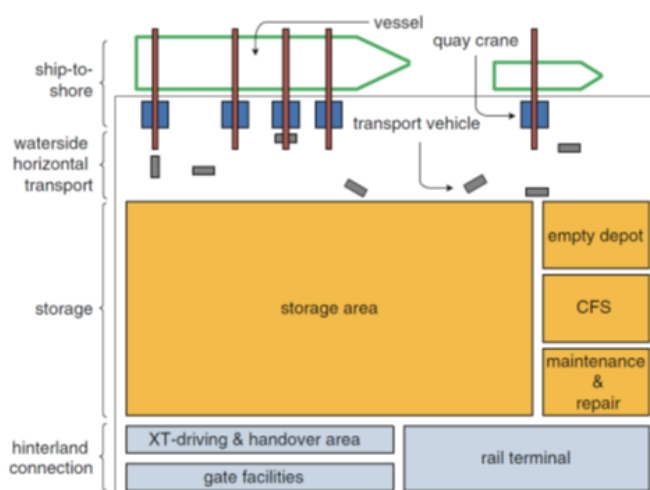 vessel
quay crane
ship-to-
shore
transport vehicle
waterside
horizontal
transport
empty depot
storage
storage area
CFS
maintenance
&
repair
hinterland
connection
XT-driving & handover area
rail terminal
gate facilities